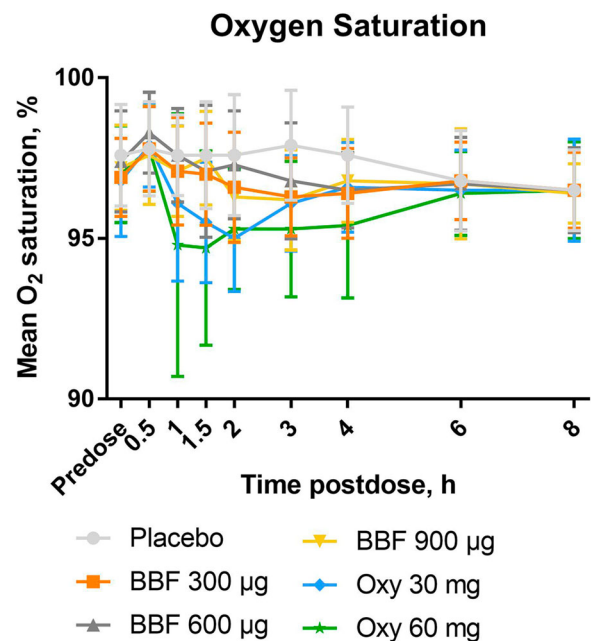 Oxygen Saturation
Mean O₂ saturation, %
100
95
90
Predose 0.5 1 1.5 2 3 4 6 8
Time postdose, h
Placebo
BBF 300 µg
BBF 600 µg
BBF 900 µg
Oxy 30 mg
Oxy 60 mg